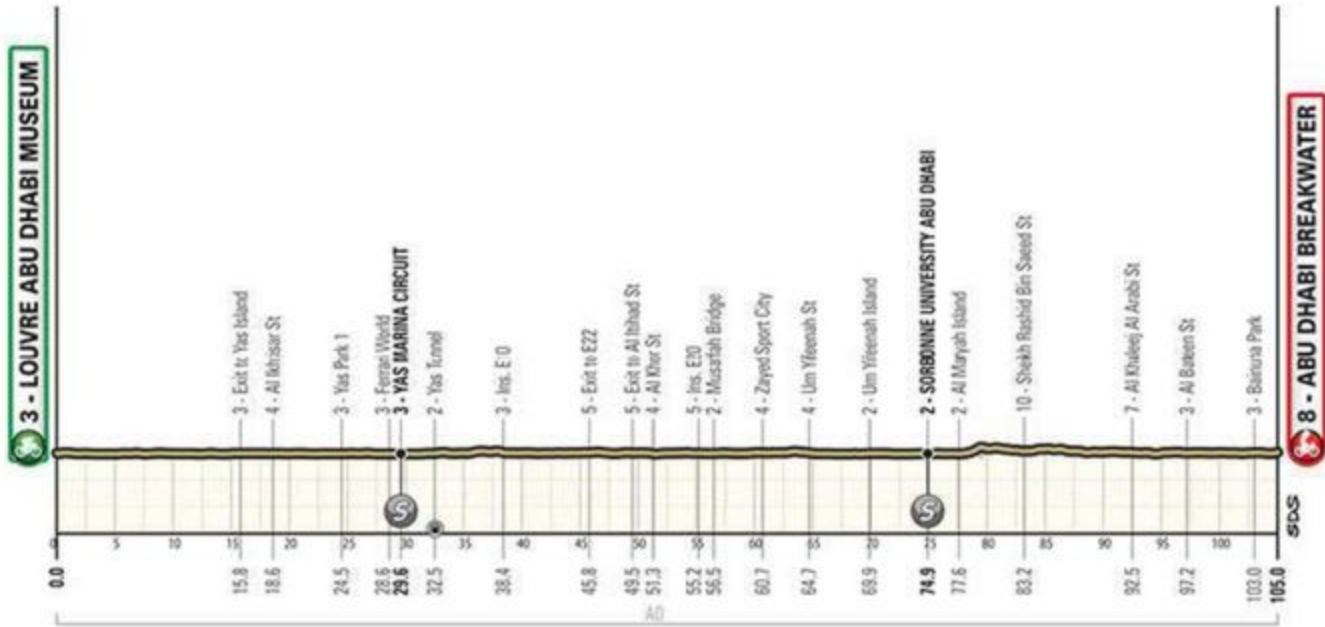 3 - LOUVRE ABU DHABI MUSEUM
3 - Exit to Yas Island
4 - Al Ikhtisar St
3 - Yas Park 1
3 - Ferrari World
3 - YAS MARINA CIRCUIT
2 - Yas Tunnel
3 - Ins. E10
5 - Exit to E22
5 - Exit to Al Itihad St
4 - Al Khor St
5 - Ins. E20
2 - Musaffah Bridge
4 - Zayed Sport City
4 - Um Yifeenah St
2 - Um Yifeenah Island
2 - SORBONNE UNIVERSITY ABU DHABI
2 - Al Maryah Island
10 - Sheikh Rashid Bin Saeed St
7 - Al Khaleej Al Arabi St
3 - Al Bateen St
3 - Bainuna Park
8 - ABU DHABI BREAKWATER
S
S
SDS
0 5 10 15 20 25 30 35 40 45 50 55 60 65 70 75 80 85 90 95 100
0.0 15.8 18.6 24.5 28.6 29.6 32.5 38.4 45.8 49.5 51.3 55.2 56.5 60.7 64.7 69.9 74.9 77.6 83.2 92.5 97.2 103.0 105.0
AD